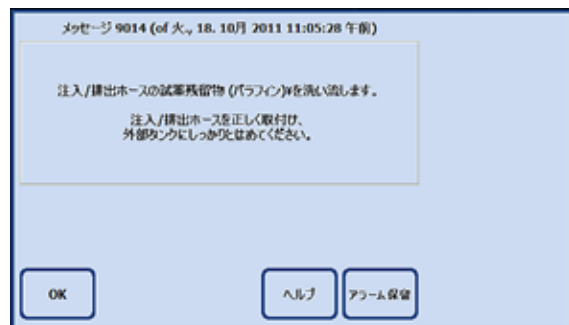 メッセージ 9014 (of 火., 18. 10月 2011 11:05:28 午前)
注入/排出ホースの試薬残留物 (パラフィン)¥を洗い流します。
注入/排出ホースを正しく取付け、
外部タンクにしっかりとはめてください。
OK
ヘルプ
アラーム保留